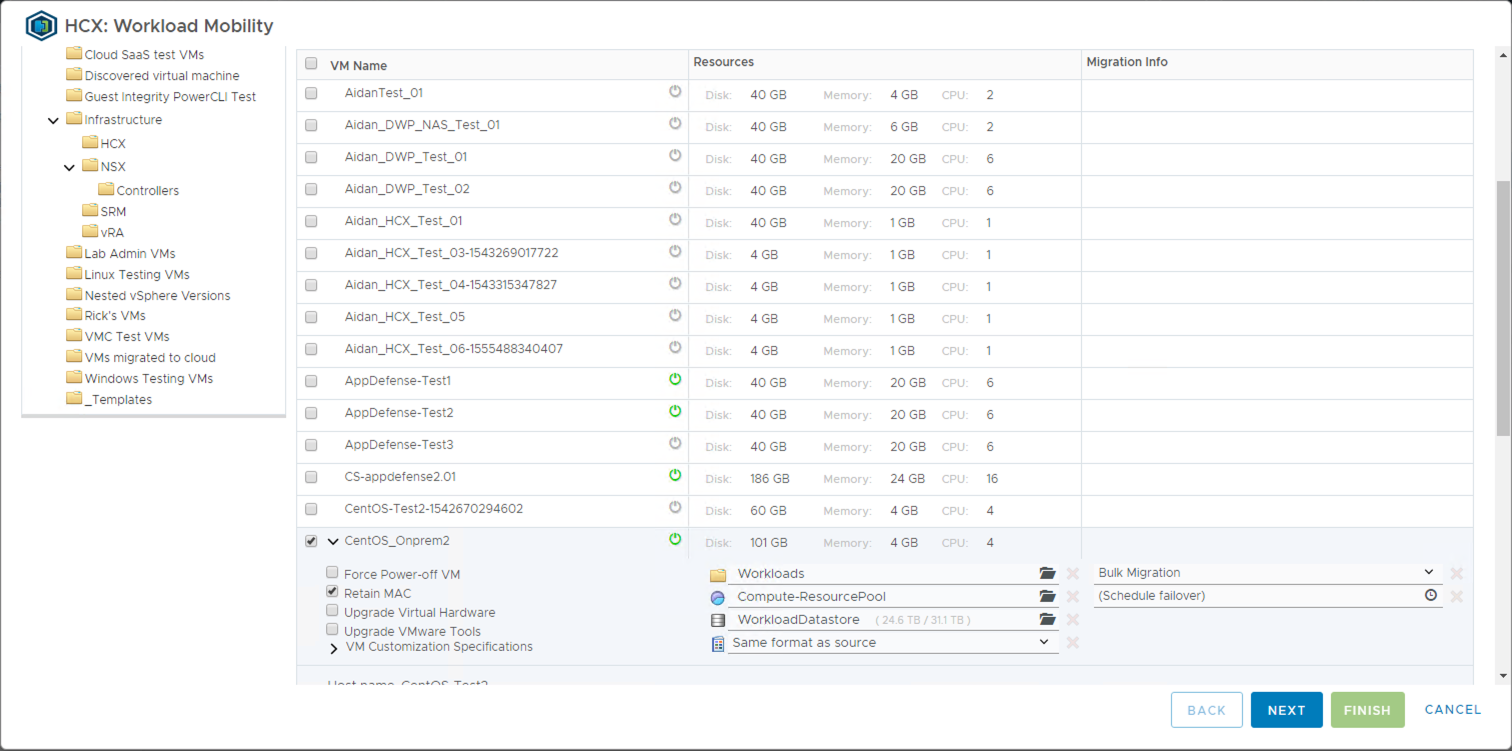 HCX: Workload Mobility
Cloud SaaS test VMs
Discovered virtual machine
Guest Integrity PowerCLI Test
Infrastructure
HCX
NSX
Controllers
SRM
vRA
Lab Admin VMs
Linux Testing VMs
Nested vSphere Versions
Rick's VMs
VMC Test VMs
VMs migrated to cloud
Windows Testing VMs
_Templates
VM Name Resources Migration Info
AidanTest_01 Disk: 40 GB Memory: 4 GB CPU: 2
Aidan_DWP_NAS_Test_01 Disk: 40 GB Memory: 6 GB CPU: 2
Aidan_DWP_Test_01 Disk: 40 GB Memory: 20 GB CPU: 6
Aidan_DWP_Test_02 Disk: 40 GB Memory: 20 GB CPU: 6
Aidan_HCX_Test_01 Disk: 40 GB Memory: 1 GB CPU: 1
Aidan_HCX_Test_03-1543269017722 Disk: 4 GB Memory: 1 GB CPU: 1
Aidan_HCX_Test_04-1543315347827 Disk: 4 GB Memory: 1 GB CPU: 1
Aidan_HCX_Test_05 Disk: 4 GB Memory: 1 GB CPU: 1
Aidan_HCX_Test_06-1555488340407 Disk: 4 GB Memory: 1 GB CPU: 1
AppDefense-Test1 Disk: 40 GB Memory: 20 GB CPU: 6
AppDefense-Test2 Disk: 40 GB Memory: 20 GB CPU: 6
AppDefense-Test3 Disk: 40 GB Memory: 20 GB CPU: 6
CS-appdefense2.01 Disk: 186 GB Memory: 24 GB CPU: 16
CentOS-Test2-1542670294602 Disk: 60 GB Memory: 4 GB CPU: 4
CentOS_Onprem2 Disk: 101 GB Memory: 4 GB CPU: 4
Force Power-off VM Workloads Bulk Migration
Retain MAC Compute-ResourcePool (Schedule failover)
Upgrade Virtual Hardware WorkloadDatastore ( 24.6 TB / 31.1 TB )
Upgrade VMware Tools Same format as source
VM Customization Specifications
Host name CentOS-Test2
BACK NEXT FINISH CANCEL